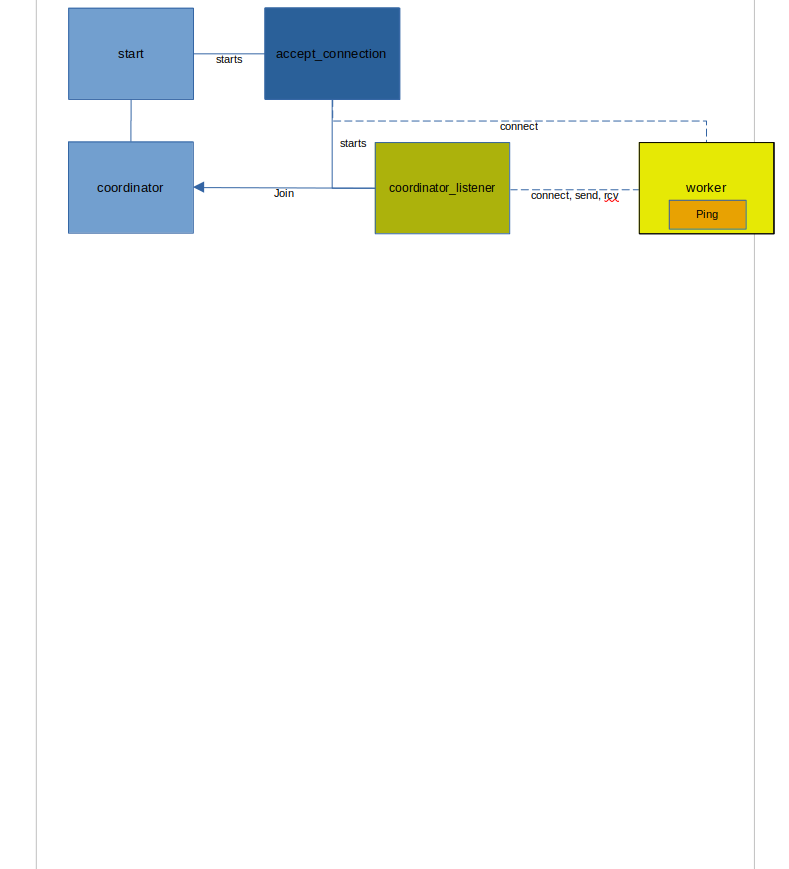 start
starts
accept_connection
connect
starts
coordinator
Join
coordinator_listener
connect, send, rcv
worker
Ping